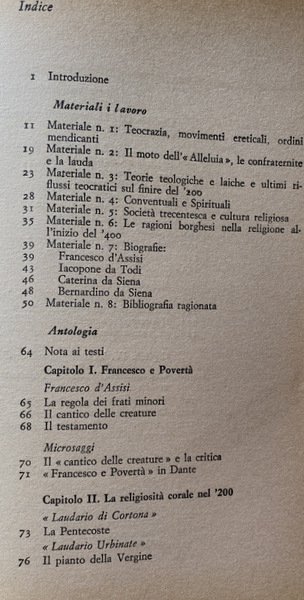 Indice
1 Introduzione
Materiali i lavoro
11 Materiale n. 1: Teocrazia, movimenti ereticali, ordini
mendicanti
19 Materiale n. 2: Il moto dell'« Alleluia », le confraternite
e la lauda
23 Materiale n. 3: Teorie teologiche e laiche e ultimi ri-
flussi teocratici sul finire del '200
28 Materiale n. 4: Conventuali e Spirituali
31 Materiale n. 5: Società trecentesca e cultura religiosa
35 Materiale n. 6: Le ragioni borghesi nella religione al-
l'inizio del '400
39 Materiale n. 7: Biografie:
39 Francesco d'Assisi
43 Iacopone da Todi
46 Caterina da Siena
48 Bernardino da Siena
50 Materiale n. 8: Bibliografia ragionata
Antologia
64 Nota ai testi
Capitolo I. Francesco e Povertà
Francesco d'Assisi
65 La regola dei frati minori
66 Il cantico delle creature
68 Il testamento
Microsaggi
70 Il « cantico delle creature » e la critica
71 « Francesco e Povertà » in Dante
Capitolo II. La religiosità corale nel '200
« Laudario di Cortona »
73 La Pentecoste
« Laudario Urbinate »
76 Il pianto della Vergine